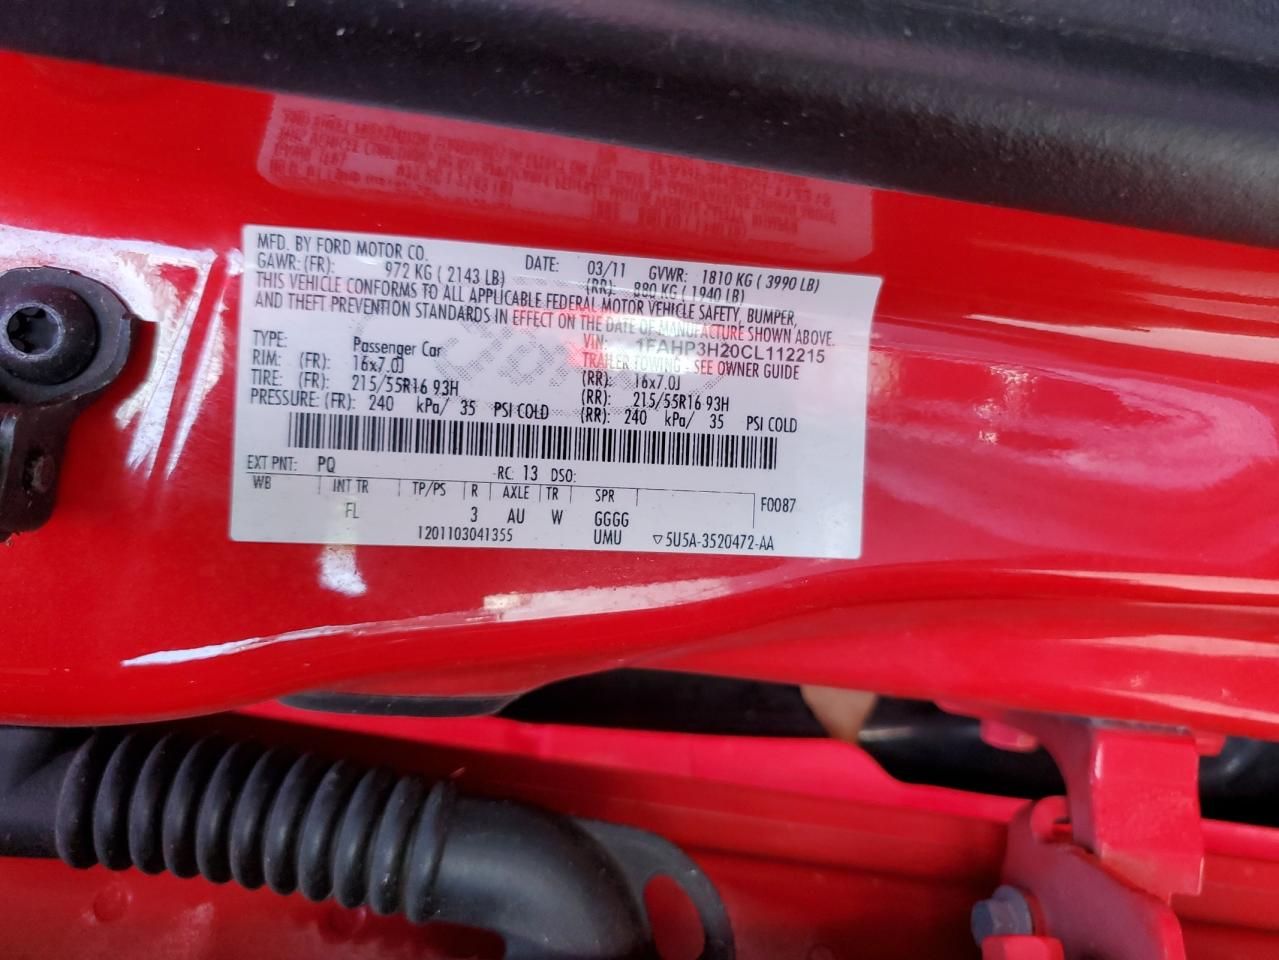 MFD. BY FORD MOTOR CO.
DATE: 03/11 GVWR: 1810 KG ( 3990 LB)
GAWR: (FR): 972 KG ( 2143 LB) (RR): 880 KG ( 1940 LB)
THIS VEHICLE CONFORMS TO ALL APPLICABLE FEDERAL MOTOR VEHICLE SAFETY, BUMPER,
AND THEFT PREVENTION STANDARDS IN EFFECT ON THE DATE OF MANUFACTURE SHOWN ABOVE.
VIN: 1FAHP3H20CL112215
TYPE: Passenger Car TRAILER TOWING - SEE OWNER GUIDE
RIM: (FR): 16x7.0J (RR): 16x7.0J
TIRE: (FR): 215/55R16 93H (RR): 215/55R16 93H
PRESSURE: (FR): 240 kPa/ 35 PSI COLD (RR): 240 kPa/ 35 PSI COLD
EXT PNT: PQ RC: 13 DSO:
WB INT TR TP/PS R AXLE TR SPR F0087
FL 3 AU W GGGG
1201103041355 UMU ▽5U5A-3520472-AA